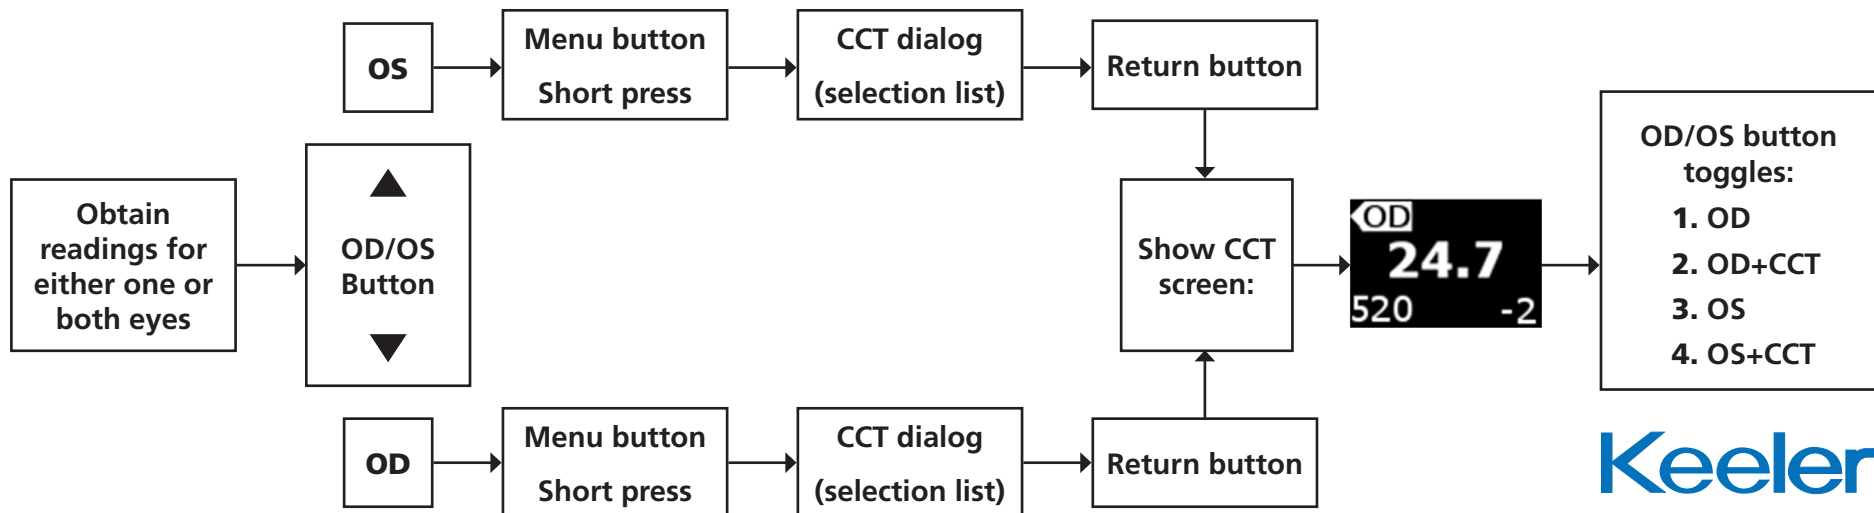 Obtain
readings for
either one or
both eyes
OD/OS
Button
OS
Menu button
Short press
CCT dialog
(selection list)
Return button
OD
Menu button
Short press
CCT dialog
(selection list)
Return button
Show CCT
screen:
OD
24.7
520 -2
OD/OS button
toggles:
1. OD
2. OD+CCT
3. OS
4. OS+CCT
Keeler